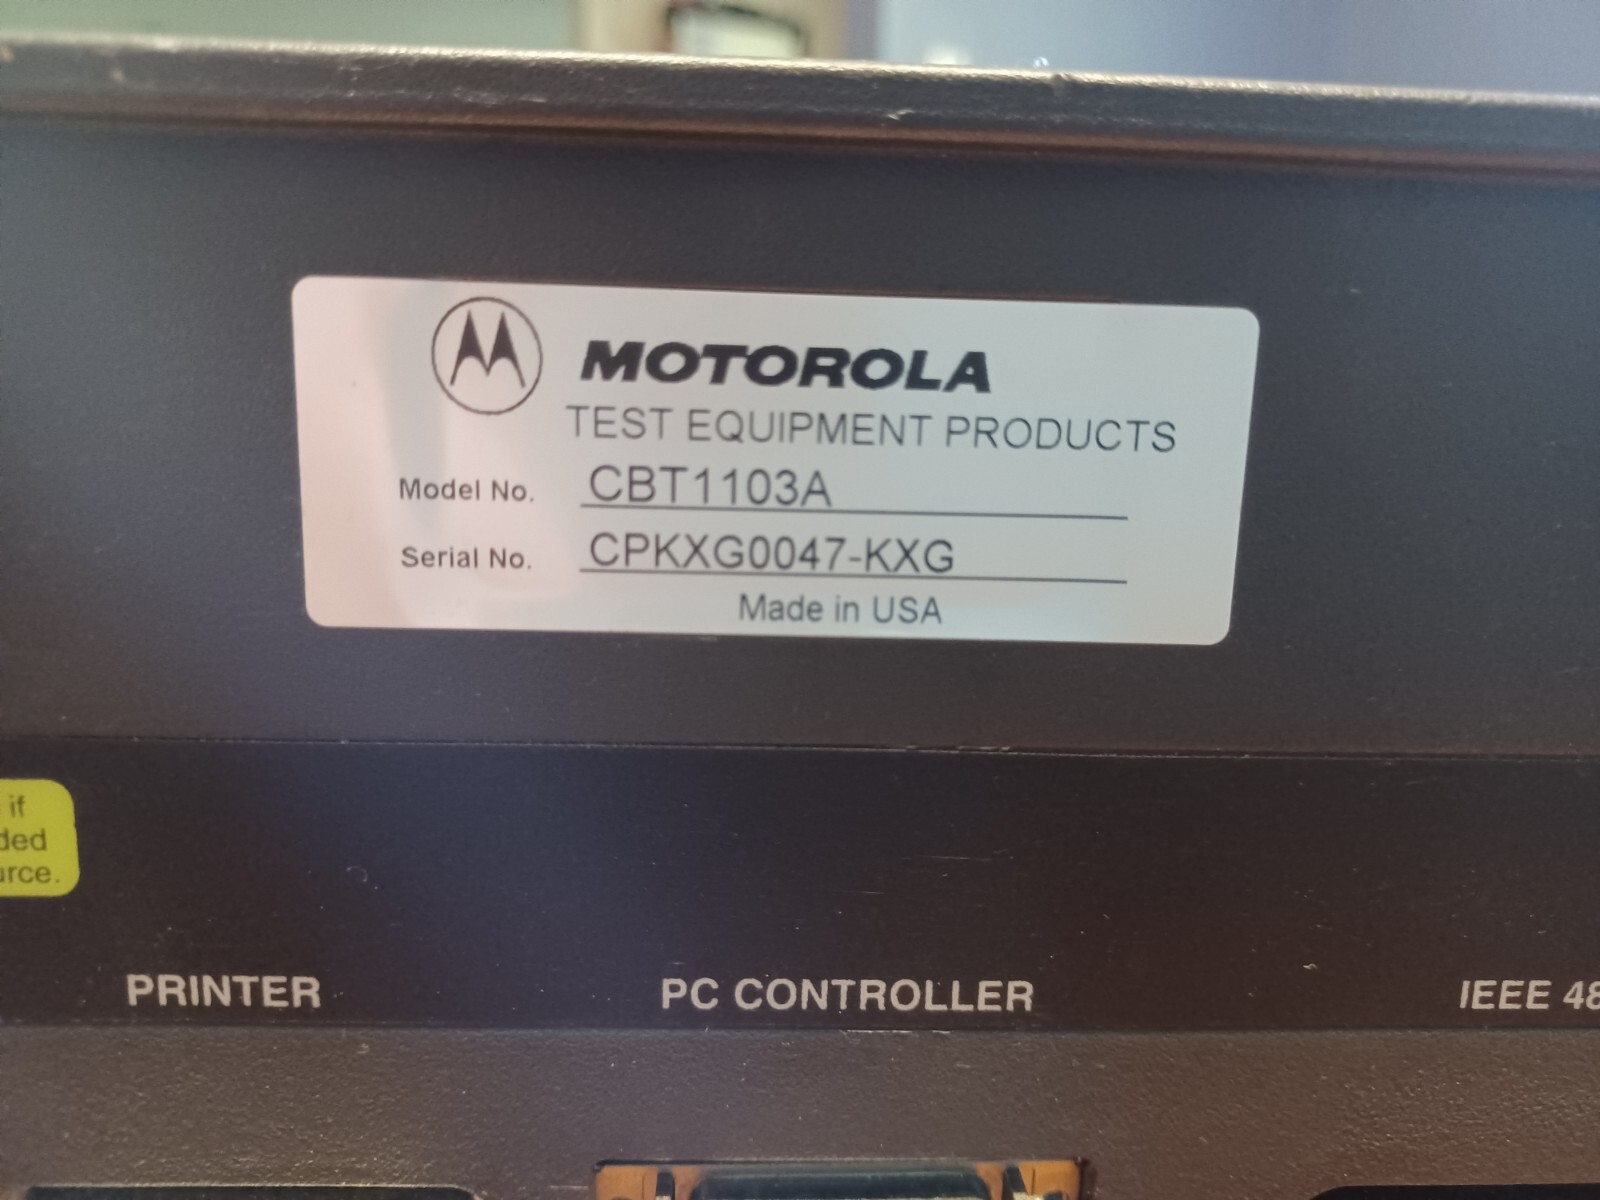 MOTOROLA
TEST EQUIPMENT PRODUCTS
Model No. CBT1103A
Serial No. CPKXG0047-KXG
Made in USA
if
ded
urce.
PRINTER
PC CONTROLLER
IEEE 48